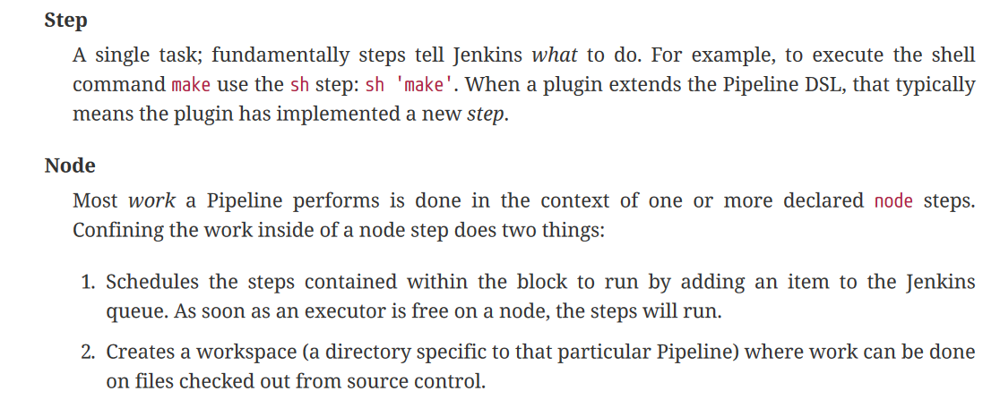 Step
A single task; fundamentally steps tell Jenkins what to do. For example, to execute the shell
command make use the sh step: sh 'make'. When a plugin extends the Pipeline DSL, that typically
means the plugin has implemented a new step.
Node
Most work a Pipeline performs is done in the context of one or more declared node steps.
Confining the work inside of a node step does two things:
1. Schedules the steps contained within the block to run by adding an item to the Jenkins
queue. As soon as an executor is free on a node, the steps will run.
2. Creates a workspace (a directory specific to that particular Pipeline) where work can be done
on files checked out from source control.